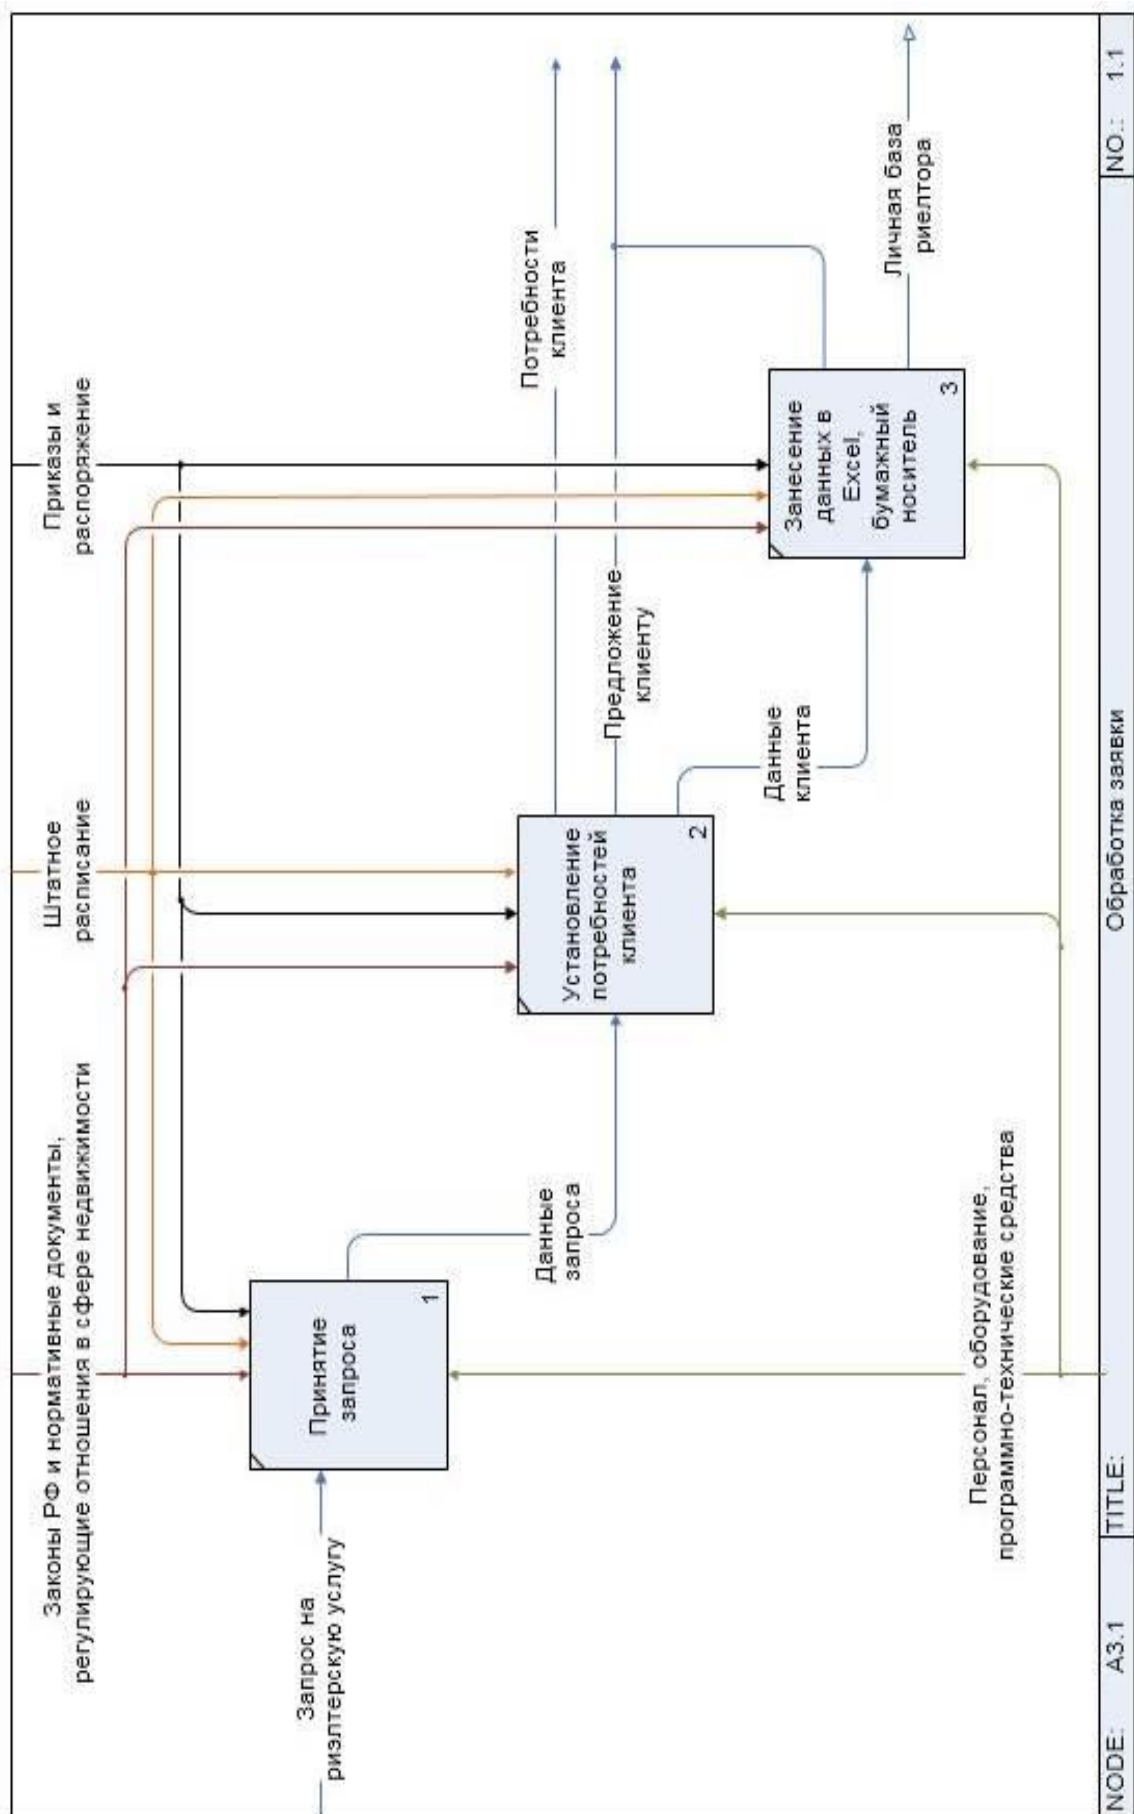 Законы РФ и нормативные документы,
регулирующие отношения в сфере недвижимости
Штатное
расписание
Приказы и
распоряжение
Запрос на
риэлтерскую услугу
Принятие
запроса
1
Данные
запроса
Установление
потребностей
клиента
2
Потребности
клиента
Предложение
клиенту
Данные
клиента
Занесение
данных в
Excel,
бумажный
носитель
3
Личная база
риелтора
Персонал, оборудование,
программно-технические средства
NODE: A3.1 TITLE: Обработка заявки NO.: 1.1